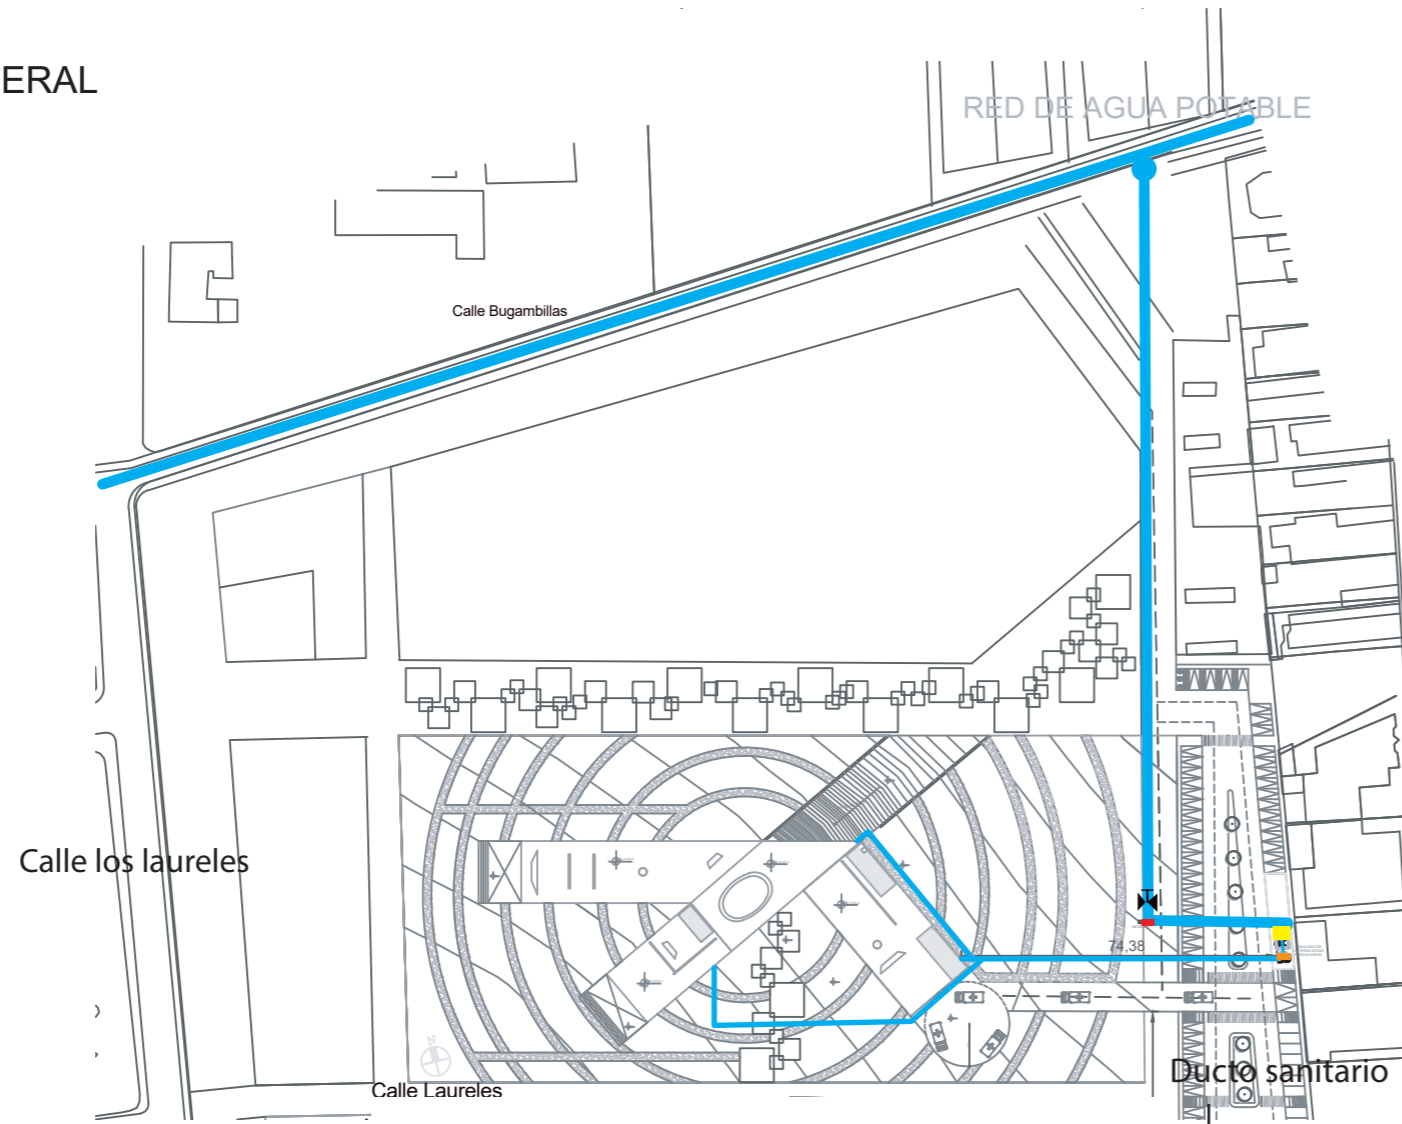 ERAL
RED DE AGUA POTABLE
Calle Bugambillas
Calle los laureles
74,38
N
Calle Laureles
Ducto sanitario